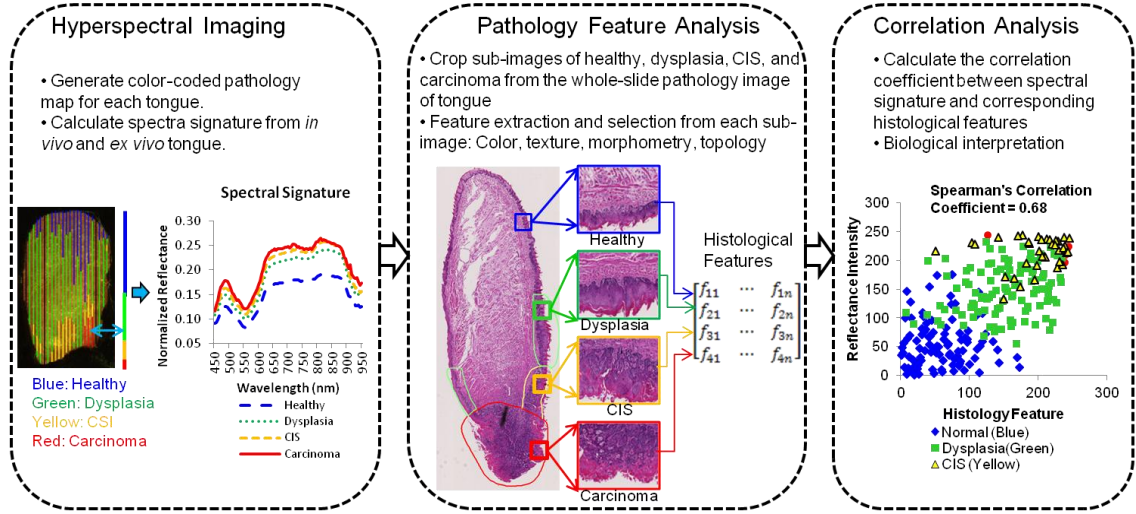 Hyperspectral Imaging
• Generate color-coded pathology
map for each tongue.
• Calculate spectra signature from in
vivo and ex vivo tongue.
Blue: Healthy
Green: Dysplasia
Yellow: CSI
Red: Carcinoma
Spectral Signature
Normalized Reflectance
0.30
0.25
0.20
0.15
0.10
0.05
450
500
550
600
650
700
750
800
850
900
950
Wavelength (nm)
Healthy
Dysplasia
CIS
Carcinoma
Pathology Feature Analysis
• Crop sub-images of healthy, dysplasia, CIS, and
carcinoma from the whole-slide pathology image
of tongue
• Feature extraction and selection from each sub-
image: Color, texture, morphometry, topology
Healthy
Dysplasia
CIS
Carcinoma
Histological
Features
f11 ⋯ f1n
f21 ⋯ f2n
f31 ⋯ f3n
f41 ⋯ f4n
Correlation Analysis
• Calculate the correlation
coefficient between spectral
signature and corresponding
histological features
• Biological interpretation
Spearman's Correlation
Coefficient = 0.68
Reflectance Intensity
300
250
200
150
100
50
0
0 100 200 300
Histology Feature
Normal (Blue)
Dysplasia(Green)
CIS (Yellow)